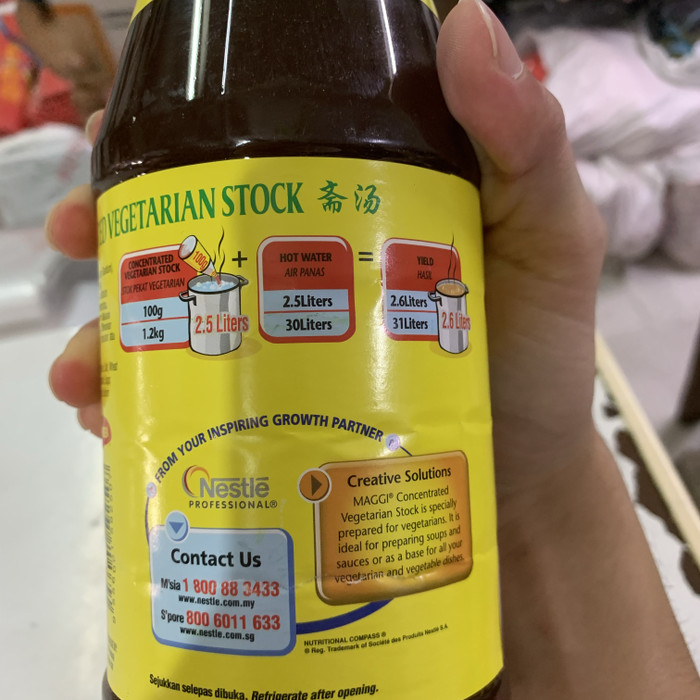 ED VEGETARIAN STOCK 斋汤
CONCENTRATED
VEGETARIAN STOCK
STOK PEKAT VEGETARIAN
100g
1.2kg
100g
2.5 Liters
+
HOT WATER
AIR PANAS
2.5Liters
30Liters
=
YIELD
HASIL
2.6Liters
31Liters
2.6 Liters
FROM YOUR INSPIRING GROWTH PARTNER
Nestlé
PROFESSIONAL®
Contact Us
M'sia 1 800 88 3433
www.nestle.com.my
S'pore 800 6011 633
www.nestle.com.sg
Creative Solutions
MAGGI® Concentrated
Vegetarian Stock is specially
prepared for vegetarians. It is
ideal for preparing soups and
sauces or as a base for all your
vegetarian and vegetable dishes.
NUTRITIONAL COMPASS ®
® Reg. Trademark of Société des Produits Nestlé S.A.
Sejukkan selepas dibuka. Refrigerate after opening.